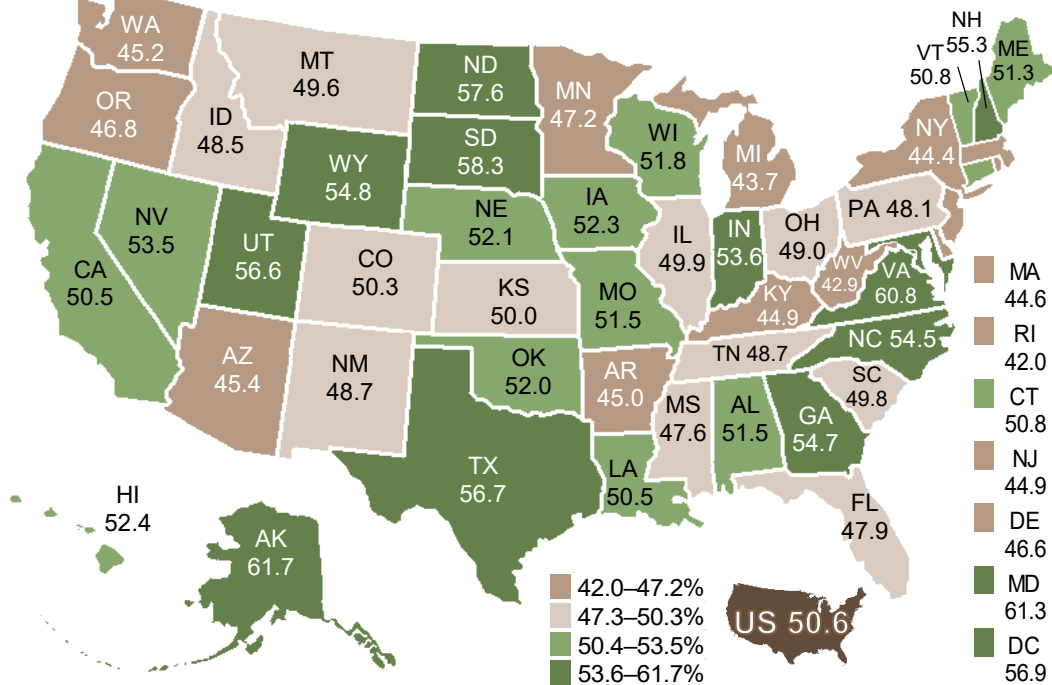 WA
45.2
OR
46.8
ID
48.5
MT
49.6
ND
57.6
SD
58.3
WY
54.8
MN
47.2
WI
51.8
MI
43.7
NH
55.3
VT
50.8
ME
51.3
NY
44.4
NV
53.5
CA
50.5
UT
56.6
CO
50.3
NE
52.1
IA
52.3
KS
50.0
MO
51.5
IL
49.9
IN
53.6
OH
49.0
PA 48.1
WV
42.9
VA
60.8
KY
44.9
NC 54.5
TN 48.7
SC
49.8
AZ
45.4
NM
48.7
OK
52.0
AR
45.0
MS
47.6
AL
51.5
GA
54.7
TX
56.7
LA
50.5
FL
47.9
HI
52.4
AK
61.7
MA
44.6
RI
42.0
CT
50.8
NJ
44.9
DE
46.6
MD
61.3
DC
56.9
42.0–47.2%
47.3–50.3%
50.4–53.5%
53.6–61.7%
US 50.6